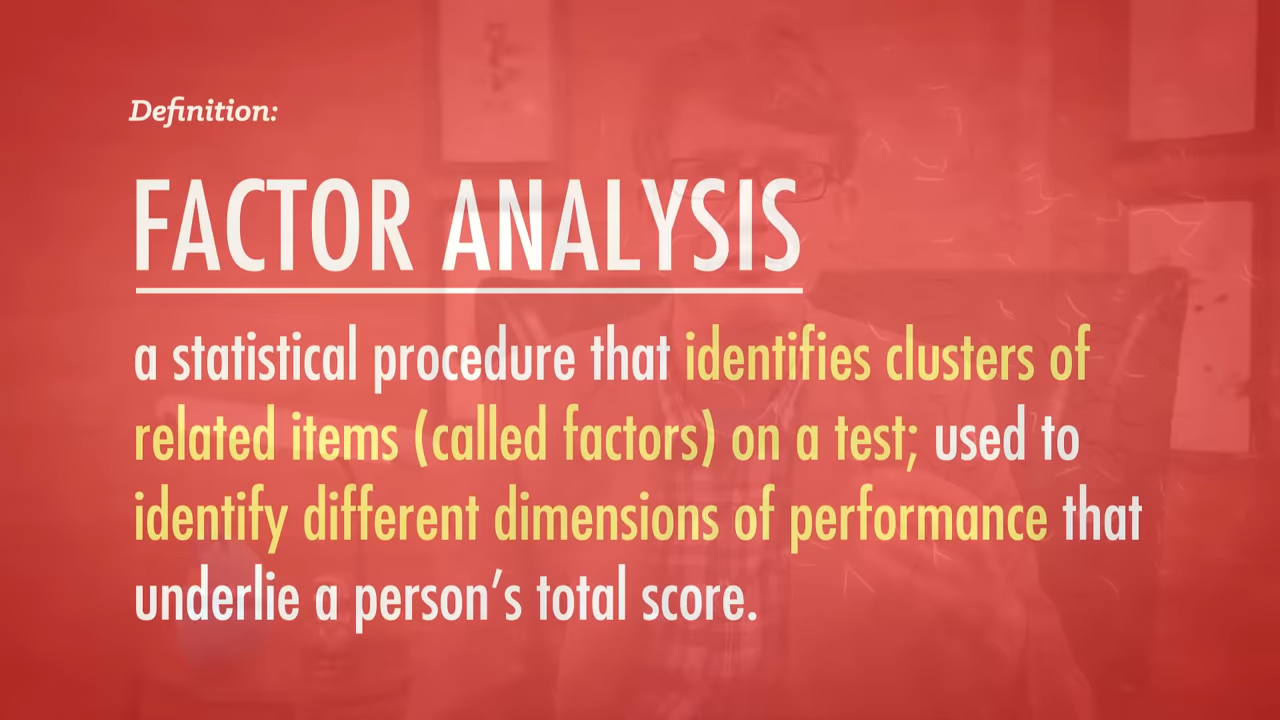 Definition:
FACTOR ANALYSIS
a statistical procedure that identifies clusters of
related items (called factors) on a test; used to
identify different dimensions of performance that
underlie a person's total score.